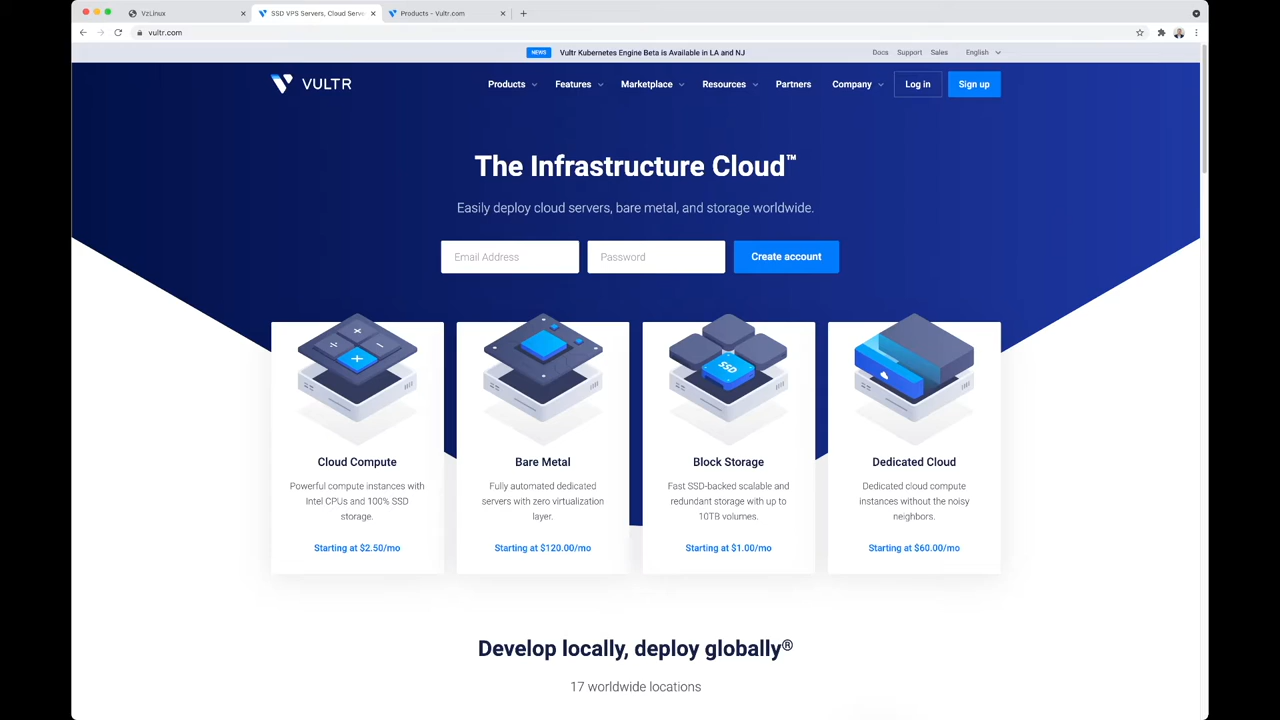 VzLinux
SSD VPS Servers, Cloud Serve
Products - Vultr.com
vultr.com
NEWS Vultr Kubernetes Engine Beta is Available in LA and NJ
Docs Support Sales English
VULTR
Products Features Marketplace Resources Partners Company Log in Sign up
The Infrastructure Cloud™
Easily deploy cloud servers, bare metal, and storage worldwide.
Email Address Password Create account
SSD
Cloud Compute
Powerful compute instances with
Intel CPUs and 100% SSD
storage.
Starting at $2.50/mo
Bare Metal
Fully automated dedicated
servers with zero virtualization
layer.
Starting at $120.00/mo
Block Storage
Fast SSD-backed scalable and
redundant storage with up to
10TB volumes.
Starting at $1.00/mo
Dedicated Cloud
Dedicated cloud compute
instances without the noisy
neighbors.
Starting at $60.00/mo
Develop locally, deploy globally®
17 worldwide locations